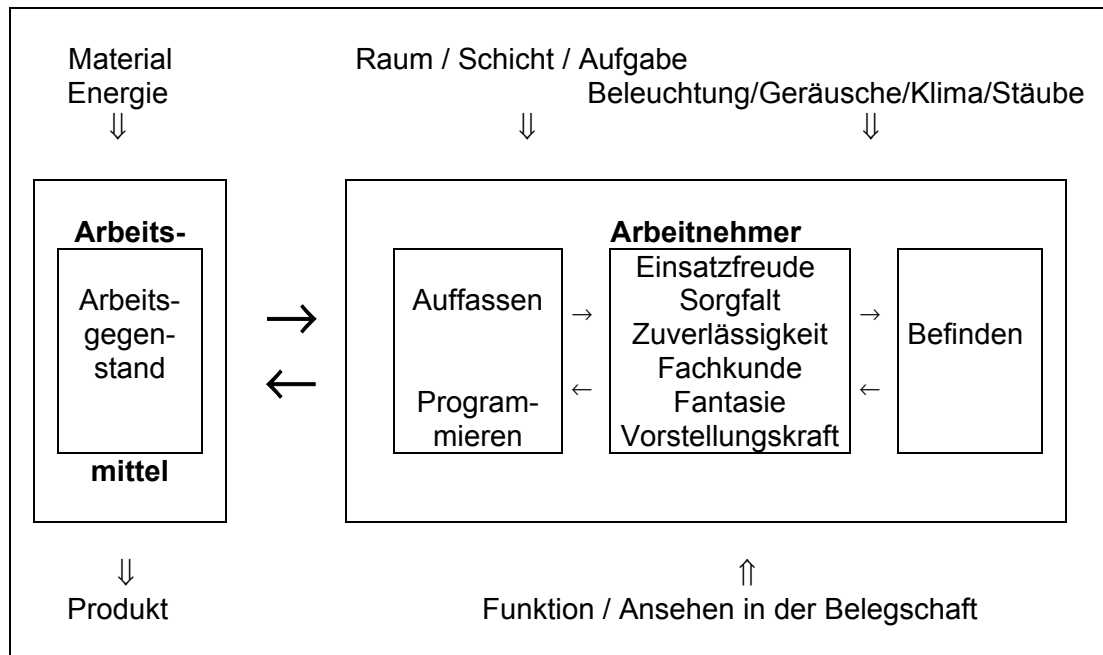 Material
Energie
⇓
Raum / Schicht / Aufgabe
Beleuchtung/Geräusche/Klima/Stäube
⇓
⇓
Arbeits-
Arbeits-
gegen-
stand
mittel
→
←
Arbeitnehmer
Auffassen
Program-
mieren
→
←
Einsatzfreude
Sorgfalt
Zuverlässigkeit
Fachkunde
Fantasie
Vorstellungskraft
→
←
Befinden
⇓
Produkt
⇑
Funktion / Ansehen in der Belegschaft